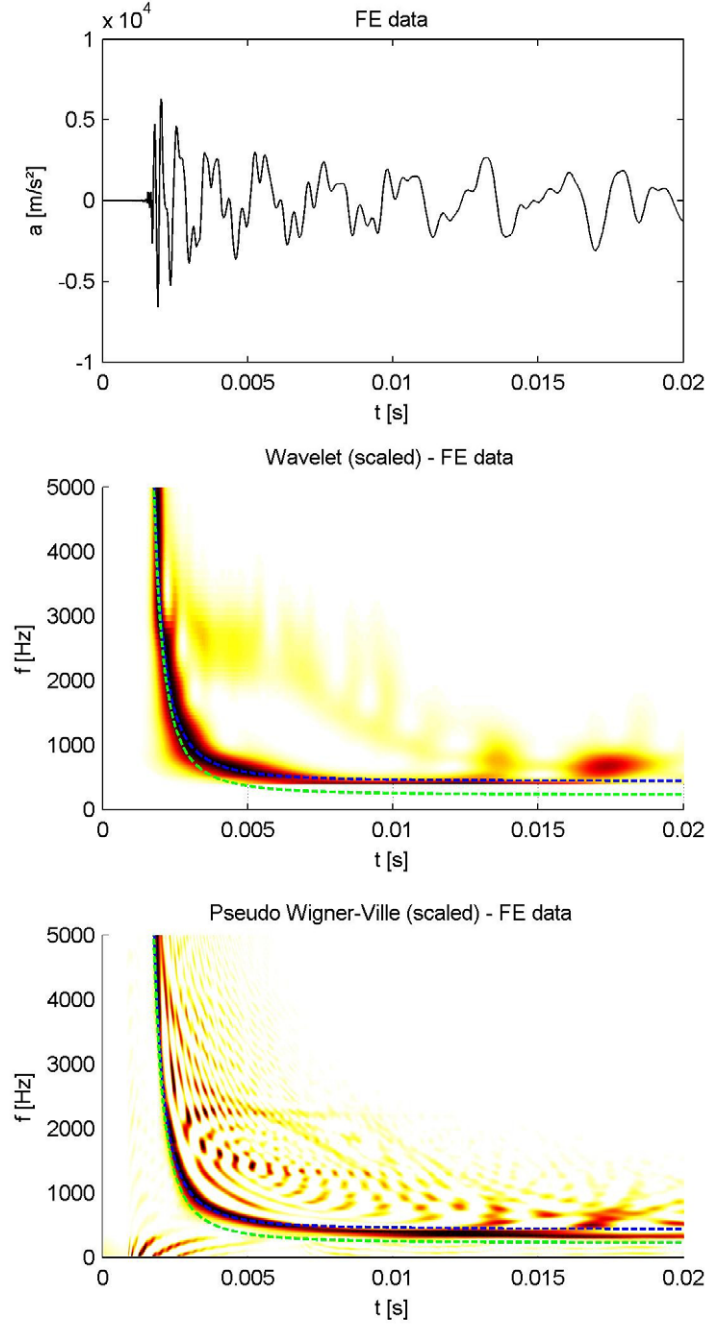 FE data
x 10⁴
1
0.5
0
-0.5
-1
a [m/s²]
0 0.005 0.01 0.015 0.02
t [s]
Wavelet (scaled) - FE data
5000
4000
3000
2000
1000
0
f [Hz]
0 0.005 0.01 0.015 0.02
t [s]
Pseudo Wigner-Ville (scaled) - FE data
5000
4000
3000
2000
1000
0
f [Hz]
0 0.005 0.01 0.015 0.02
t [s]